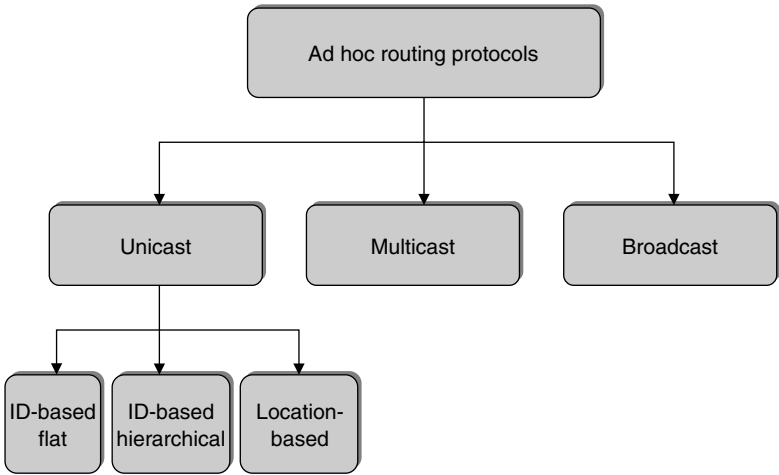 Ad hoc routing protocols
Unicast
Multicast
Broadcast
ID-based
flat
ID-based
hierarchical
Location-
based